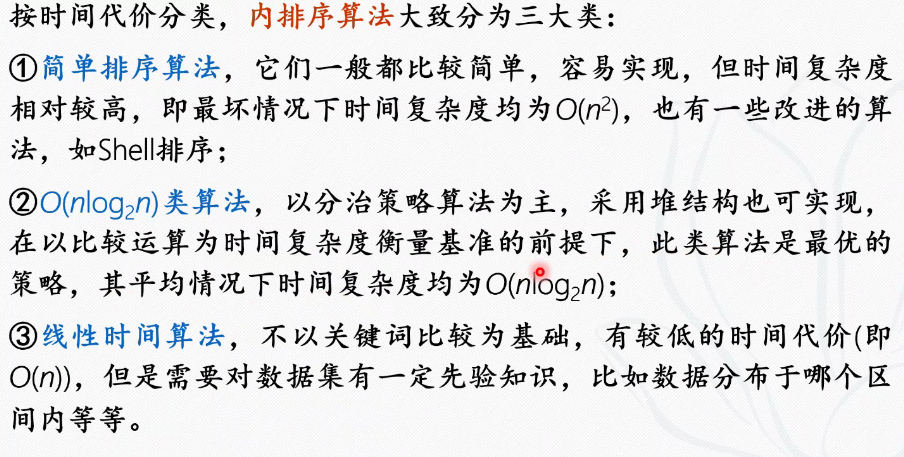 按时间代价分类，内排序算法大致分为三大类：
①简单排序算法，它们一般都比较简单，容易实现，但时间复杂度
相对较高，即最坏情况下时间复杂度均为O(n²)，也有一些改进的算
法，如Shell排序；
②O(nlog₂n)类算法，以分治策略算法为主，采用堆结构也可实现，
在以比较运算为时间复杂度衡量基准的前提下，此类算法是最优的
策略，其平均情况下时间复杂度均为O(nlog₂n)；
③线性时间算法，不以关键词比较为基础，有较低的时间代价(即
O(n))，但是需要对数据集有一定先验知识，比如数据分布于哪个区
间内等等。